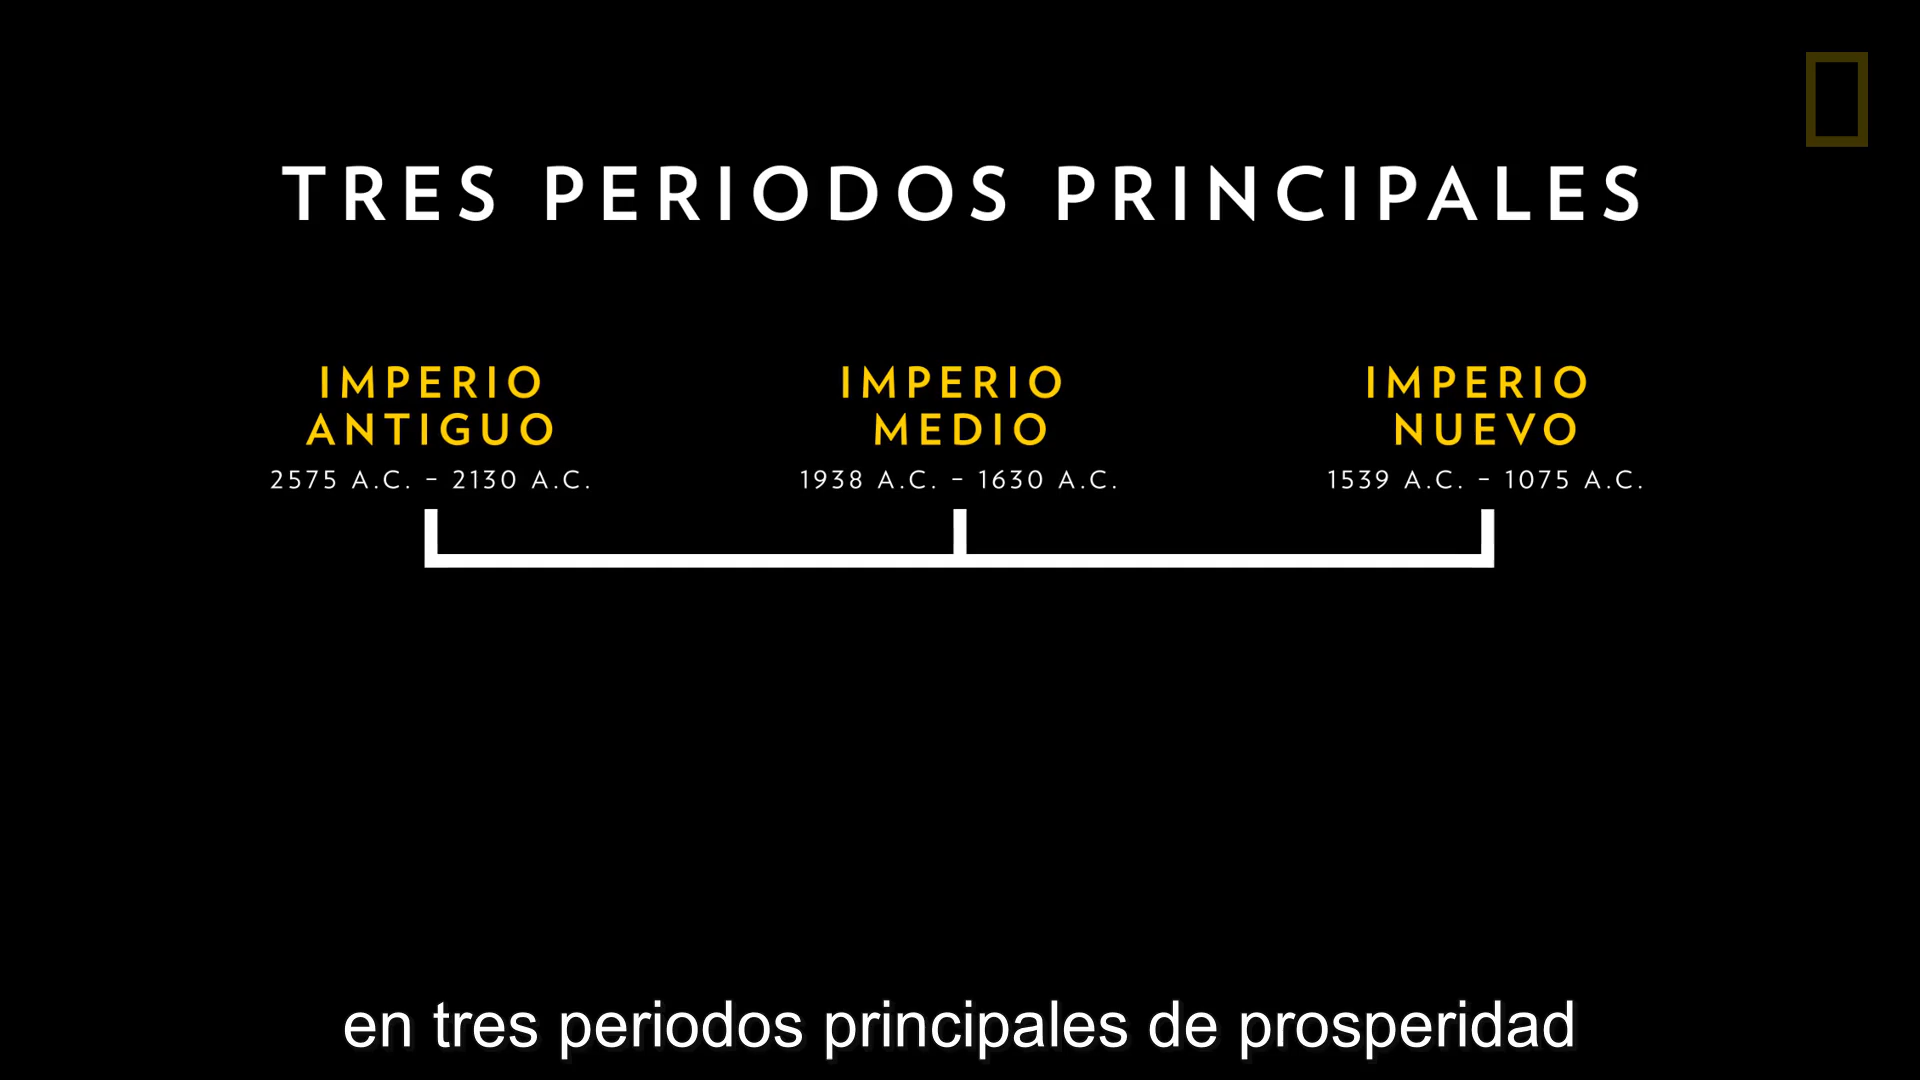 TRES PERIODOS PRINCIPALES
IMPERIO
ANTIGUO
2575 A.C. – 2130 A.C.
IMPERIO
MEDIO
1938 A.C. – 1630 A.C.
IMPERIO
NUEVO
1539 A.C. – 1075 A.C.
en tres periodos principales de prosperidad